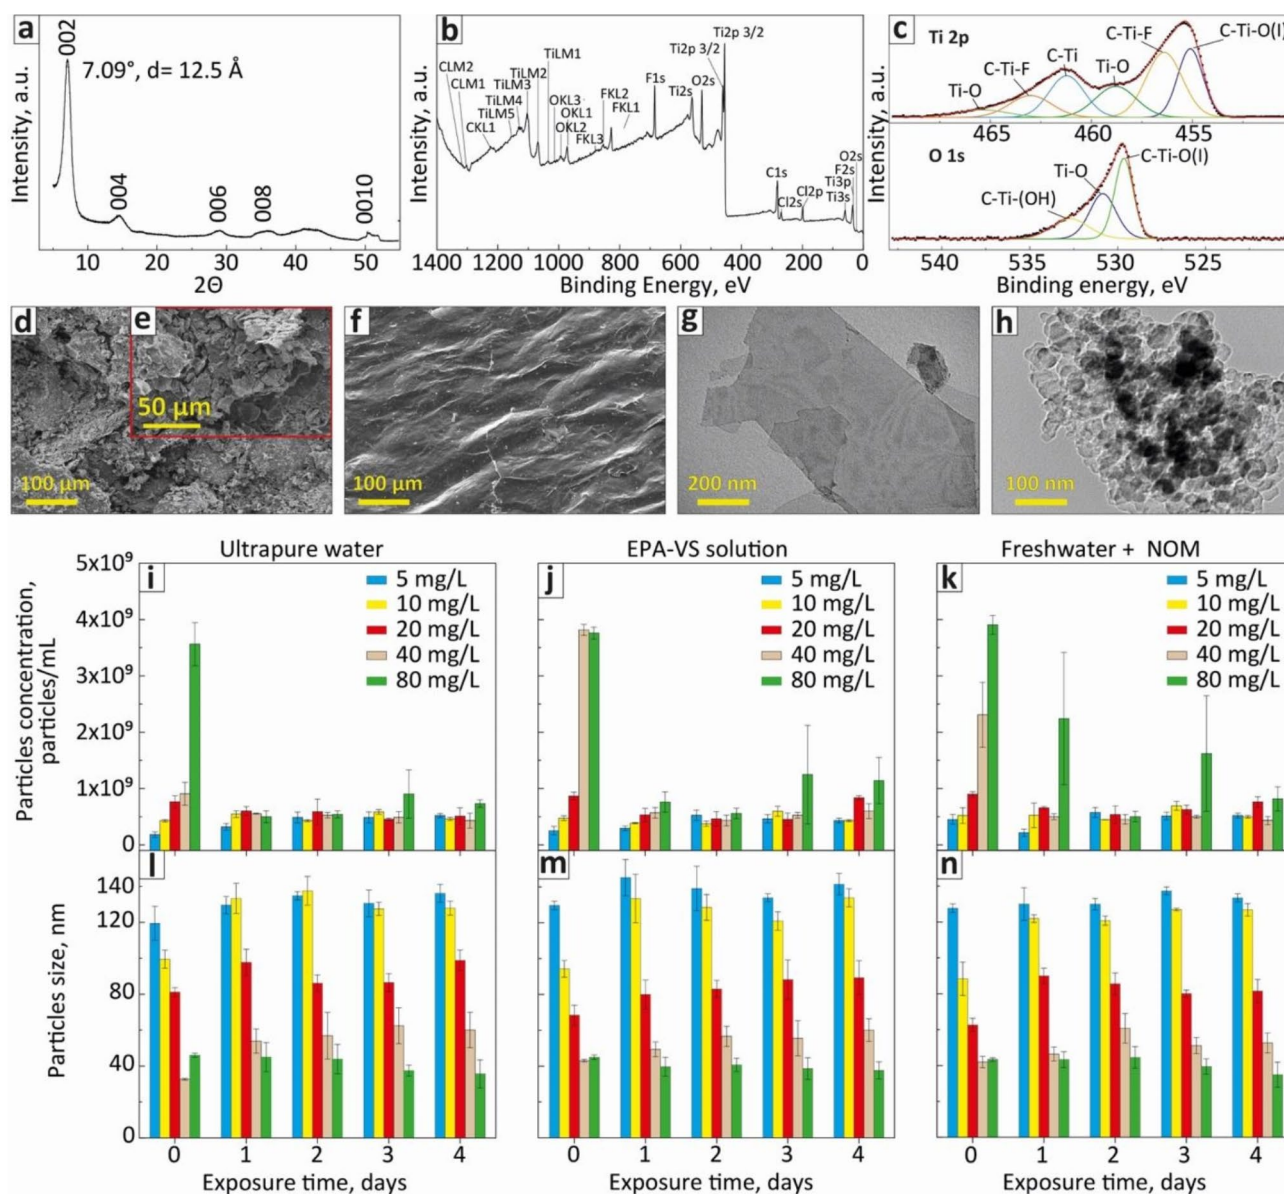 a
002
7.09°, d= 12.5 Å
004
006
008
0010
Intensity, a.u.
10 20 30 40 50
2Θ
b
CLM2
CLM1
CKL1
TiLM5
TiLM4
TiLM3
TiLM2
TiLM1
OKL3
OKL1
OKL2
FKL3
FKL2
FKL1
F1s
Ti2s
Ti2p 3/2
Ti2p 3/2
O2s
C1s
Cl2s
Cl2p
O2s
F2s
Ti3p
Ti3s
Intensity, a.u.
1400 1200 1000 800 600 400 200 0
Binding Energy, eV
c
Ti 2p
Ti-O
C-Ti-F
C-Ti
Ti-O
C-Ti-F
C-Ti-O(I)
465 460 455
O 1s
C-Ti-(OH)
Ti-O
C-Ti-O(I)
Intensity, a.u.
540 535 530 525
Binding energy, eV
d
100 µm
e
50 µm
f
100 µm
g
200 nm
h
100 nm
Ultrapure water
EPA-VS solution
Freshwater + NOM
Particles concentration,
particles/mL
5x10⁹
4x10⁹
3x10⁹
2x10⁹
1x10⁹
0
i
5 mg/L
10 mg/L
20 mg/L
40 mg/L
80 mg/L
j
5 mg/L
10 mg/L
20 mg/L
40 mg/L
80 mg/L
k
5 mg/L
10 mg/L
20 mg/L
40 mg/L
80 mg/L
Particles size, nm
140
120
80
40
0
l
m
n
0 1 2 3 4
0 1 2 3 4
0 1 2 3 4
Exposure time, days
Exposure time, days
Exposure time, days